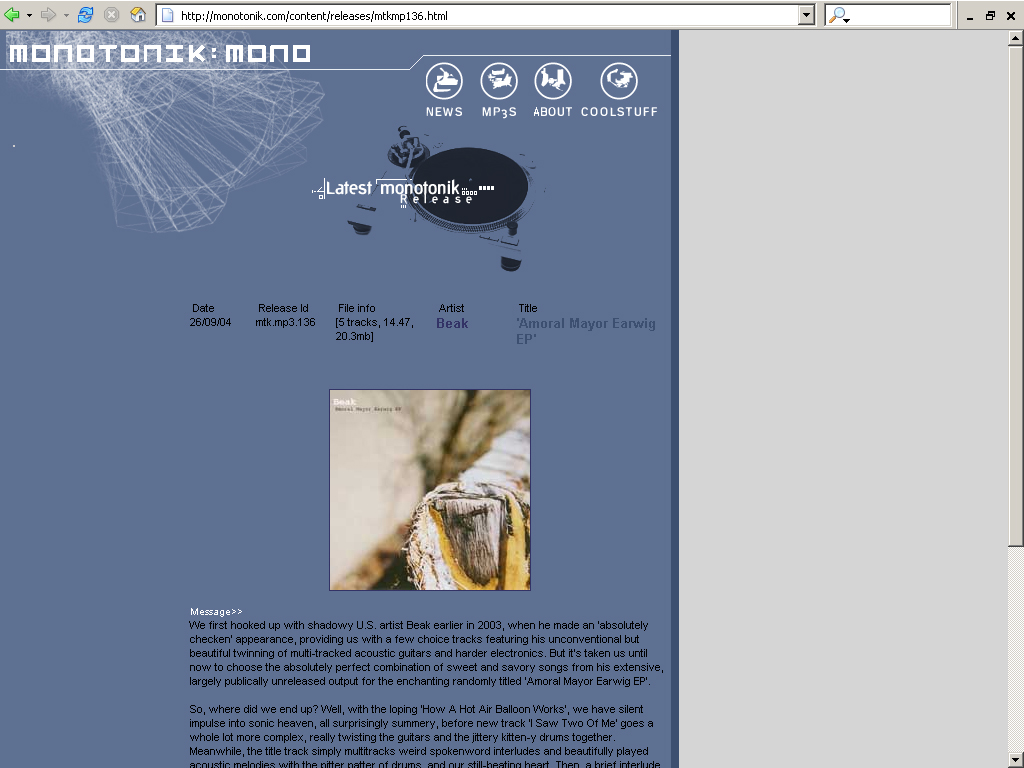 http://monotonik.com/content/releases/mtkmp136.html
MONOTONIK:MONO
NEWS MP3S ABOUT COOLSTUFF
Latest monotonik
Release
Date Release Id File info Artist Title
26/09/04 mtk.mp3.136 [5 tracks, 14.47, Beak 'Amoral Mayor Earwig
20.3mb] EP'
Beak
Amoral Mayor Earwig EP
Message>>
We first hooked up with shadowy U.S. artist Beak earlier in 2003, when he made an 'absolutely
checken' appearance, providing us with a few choice tracks featuring his unconventional but
beautiful twinning of multi-tracked acoustic guitars and harder electronics. But it's taken us until
now to choose the absolutely perfect combination of sweet and savory songs from his extensive,
largely publically unreleased output for the enchanting randomly titled 'Amoral Mayor Earwig EP'.
So, where did we end up? Well, with the loping 'How A Hot Air Balloon Works', we have silent
impulse into sonic heaven, all surprisingly summery, before new track 'I Saw Two Of Me' goes a
whole lot more complex, really twisting the guitars and the jittery kitten-y drums together.
Meanwhile, the title track simply multitracks weird spokenword interludes and beautifully played
acoustic melodies with the pitter patter of drums, and our still-beating heart. Then, a brief interlude